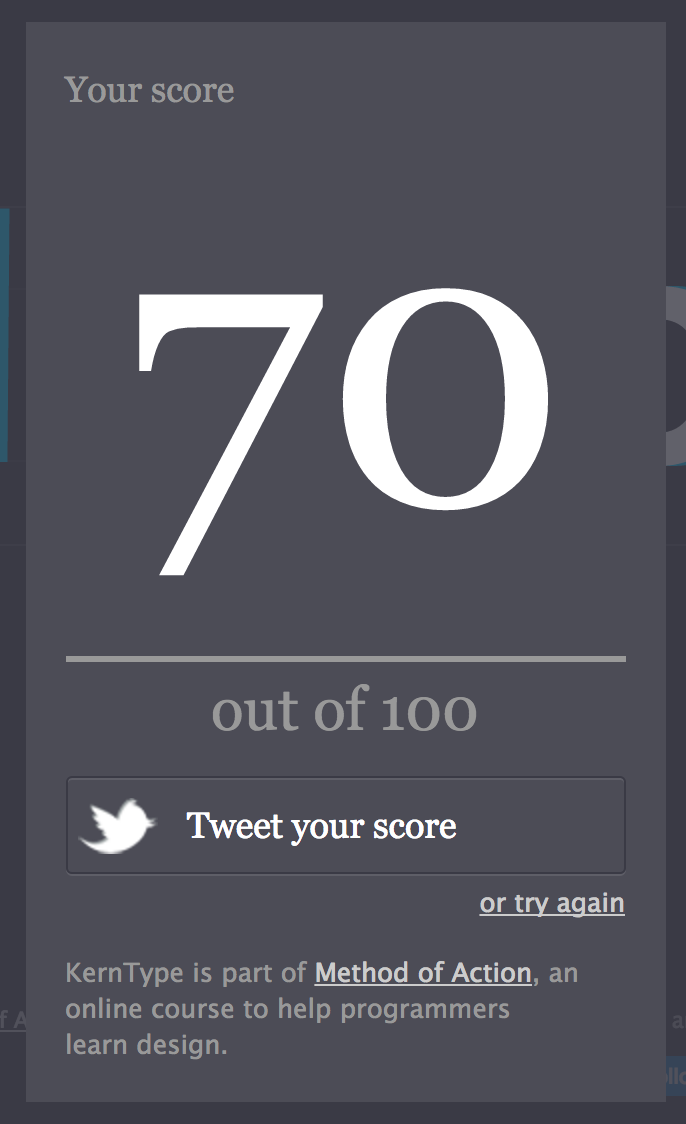 Your score
70
out of 100
Tweet your score
or try again
KernType is part of Method of Action, an
online course to help programmers
learn design.